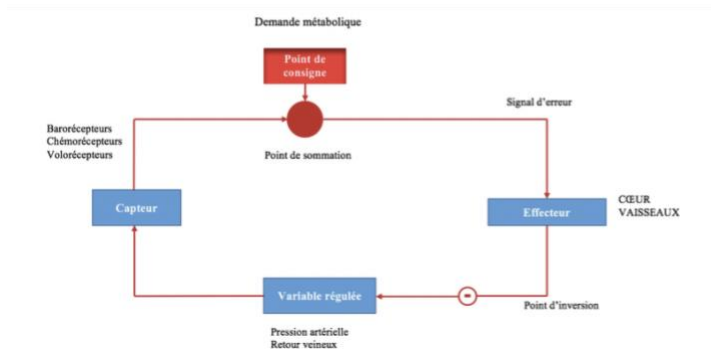 Demande métabolique
Point de
consigne
Signal d'erreur
Barorécepteurs
Chémorécepteurs
Volorécepteurs
Point de sommation
Capteur
Effecteur
CŒUR
VAISSEAUX
Variable régulée
Point d'inversion
Pression artérielle
Retour veineux